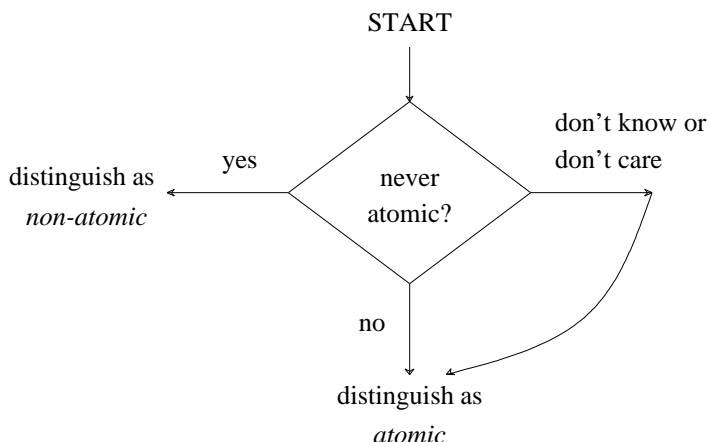 START
don't know or
don't care
yes
distinguish as
non-atomic
never
atomic?
no
distinguish as
atomic